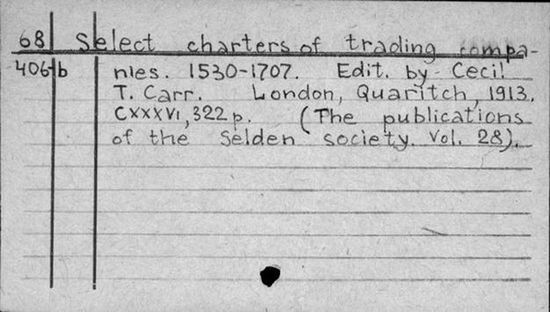 68 Select charters of trading compa-
406b nies. 1530-1707. Edit. by Cecil
T. Carr. London, Quaritch, 1913.
CXXXVI, 322 p. (The publications
of the Selden society. Vol. 28).